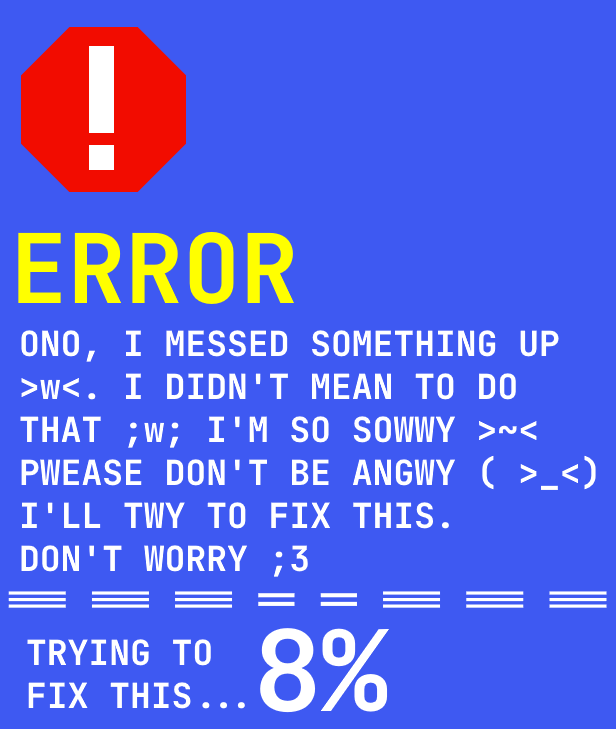 !
ERROR
ONO, I MESSED SOMETHING UP
>w<. I DIDN'T MEAN TO DO
THAT ;w; I'M SO SOWWY >~<
PWEASE DON'T BE ANGWY ( >_<)
I'LL TWY TO FIX THIS.
DON'T WORRY ;3
≡ ≡ ≡ = = ≡ ≡ ≡
TRYING TO
FIX THIS... 8%